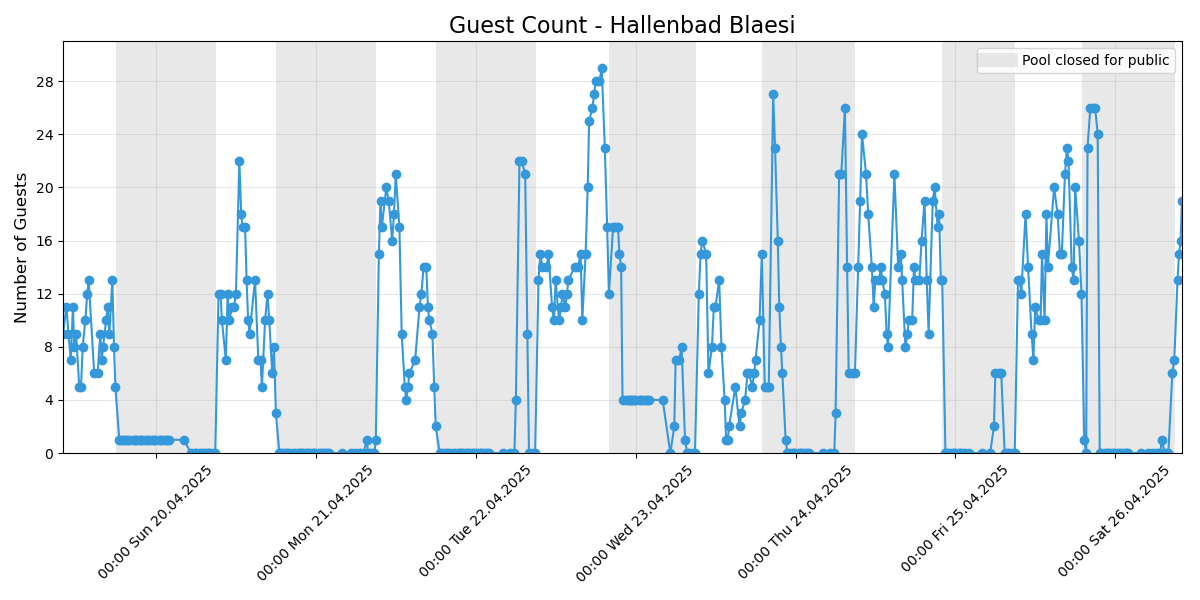 Guest Count - Hallenbad Blaesi
Pool closed for public
Number of Guests
28
24
20
16
12
8
4
0
00:00 Sun 20.04.2025
00:00 Mon 21.04.2025
00:00 Tue 22.04.2025
00:00 Wed 23.04.2025
00:00 Thu 24.04.2025
00:00 Fri 25.04.2025
00:00 Sat 26.04.2025